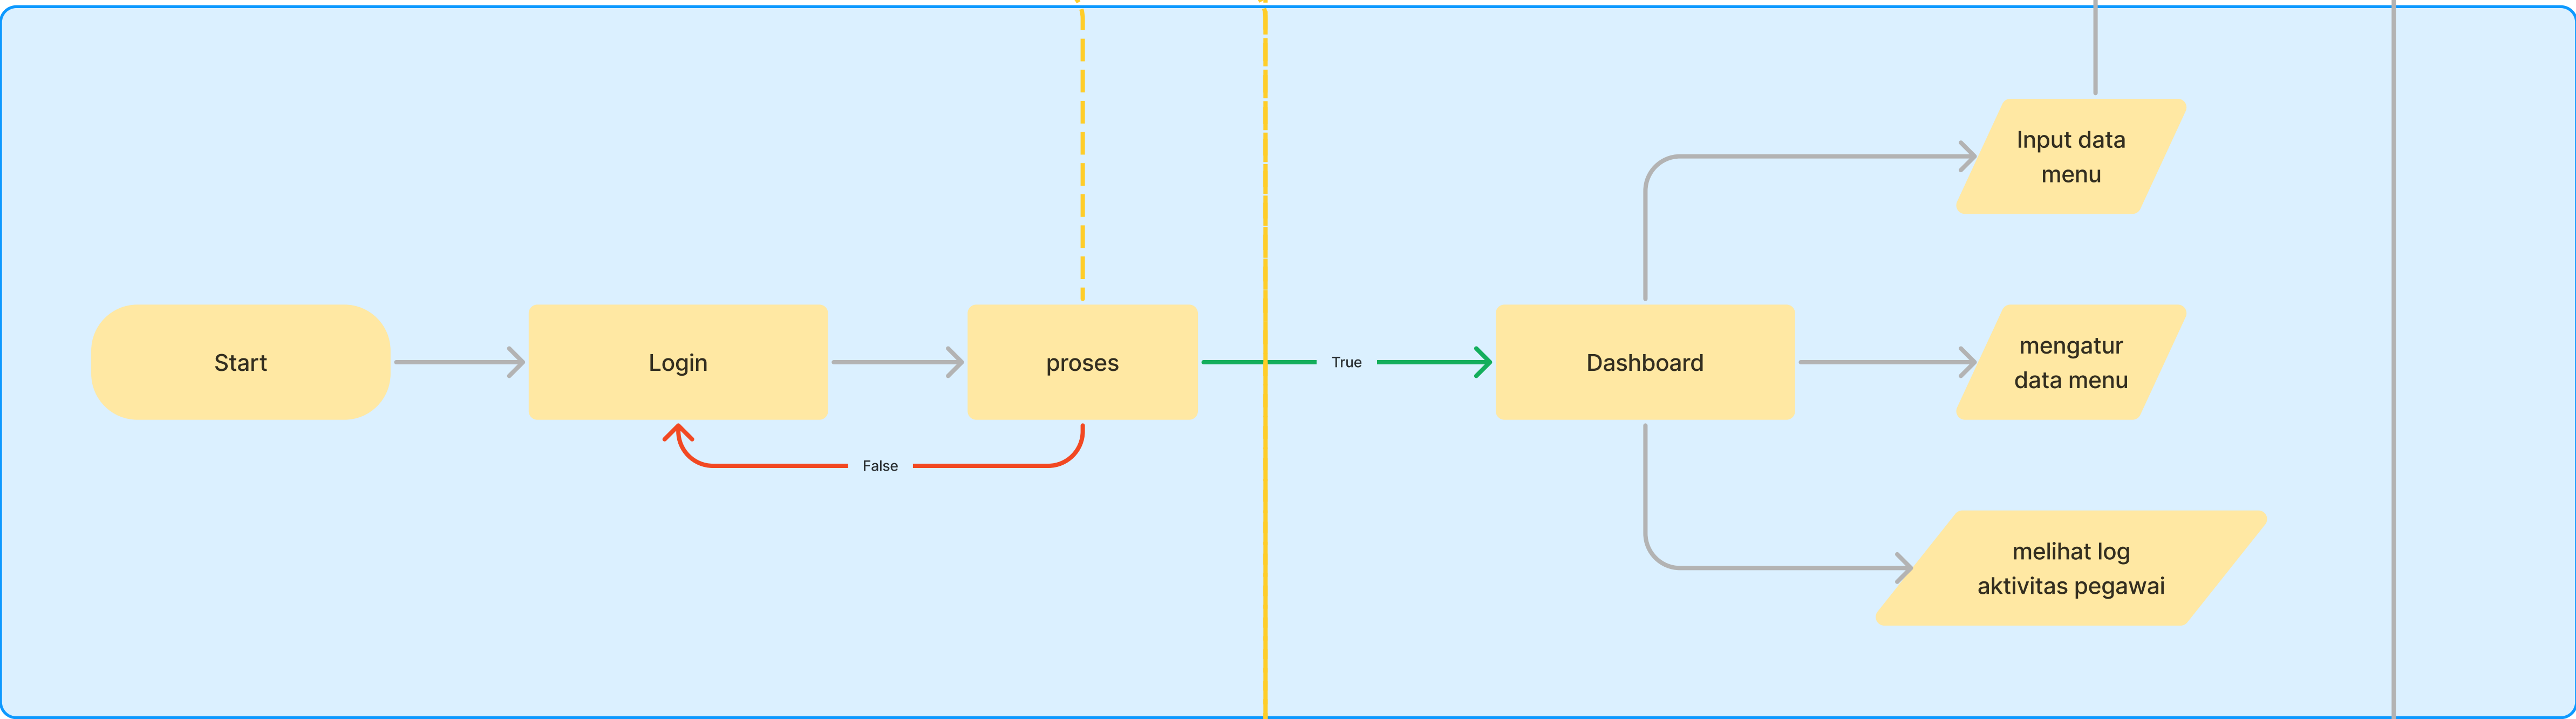 Start
Login
proses
False
True
Dashboard
Input data
menu
mengatur
data menu
melihat log
aktivitas pegawai